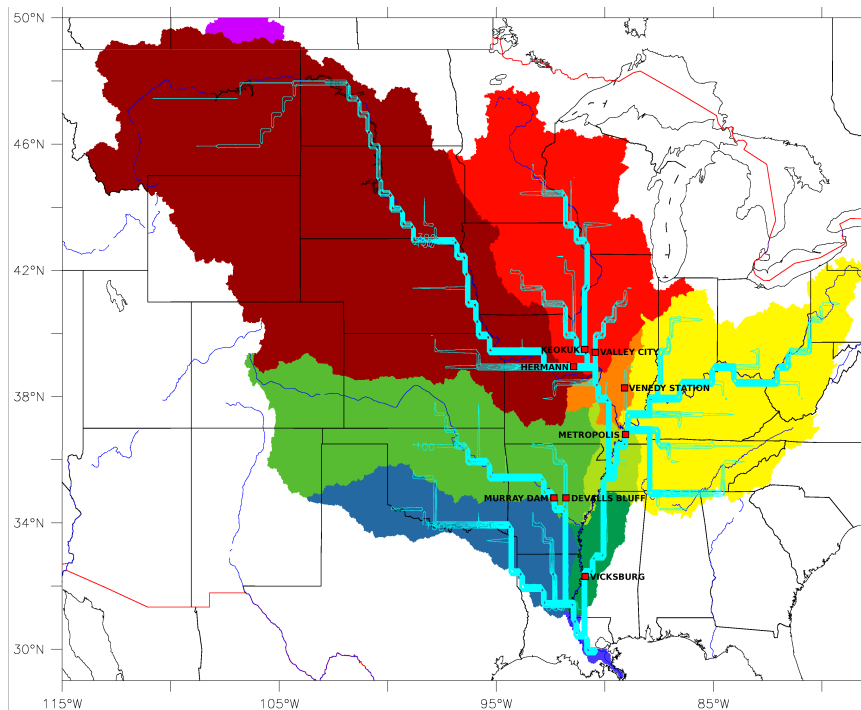 50°N
46°N
42°N
KEOKUK
VALLEY CITY
HERMANN
38°N
VENEDY STATION
METROPOLIS
MURRAY DAM
DEVALLS BLUFF
34°N
VICKSBURG
30°N
115°W
105°W
95°W
85°W